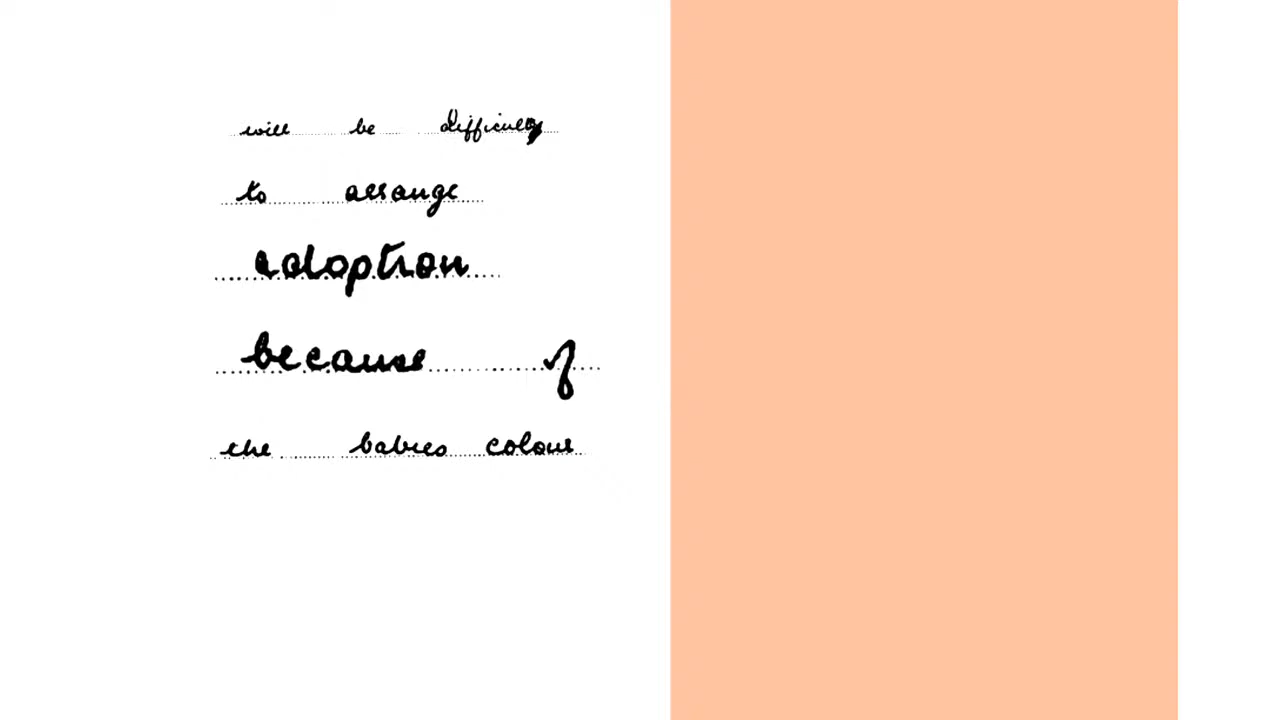 will be difficulty
to arrange
adoption
because of
the babies colour